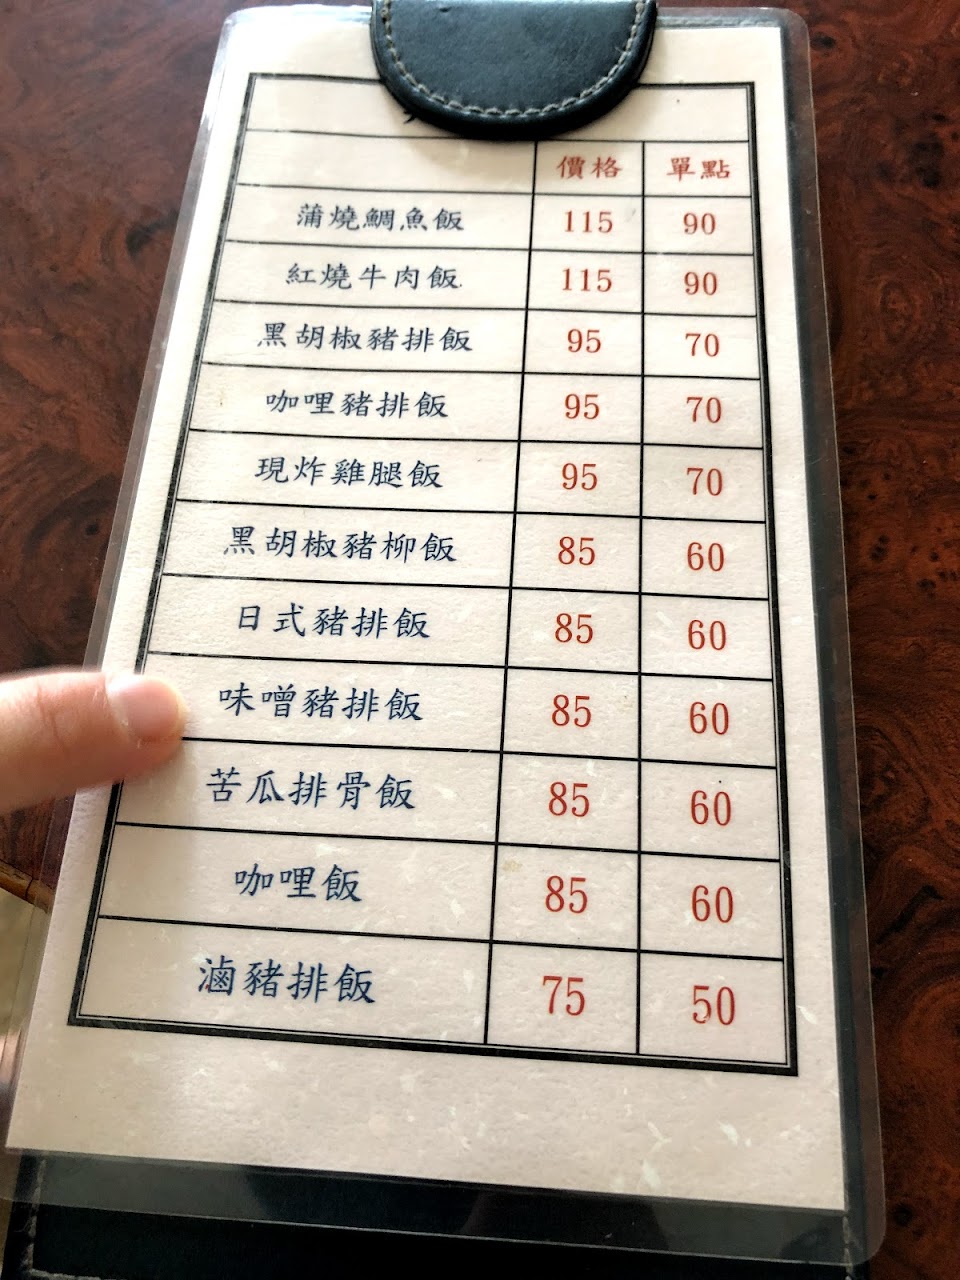 價格 單點
蒲燒鯛魚飯 115 90
紅燒牛肉飯 115 90
黑胡椒豬排飯 95 70
咖哩豬排飯 95 70
現炸雞腿飯 95 70
黑胡椒豬柳飯 85 60
日式豬排飯 85 60
味噌豬排飯 85 60
苦瓜排骨飯 85 60
咖哩飯 85 60
滷豬排飯 75 50